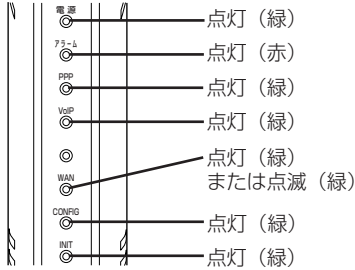 電源 点灯（緑）
アラーム 点灯（赤）
PPP 点灯（緑）
VoIP 点灯（緑）
WAN 点灯（緑）
または点滅（緑）
CONFIG 点灯（緑）
INIT 点灯（緑）